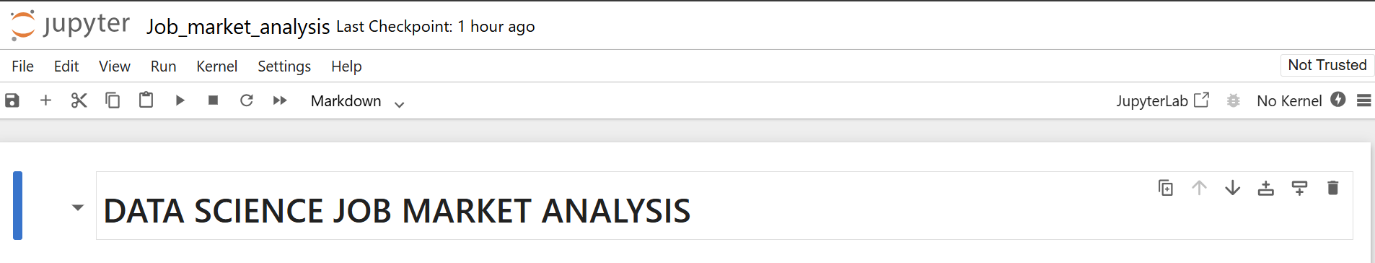 jupyter Job_market_analysis Last Checkpoint: 1 hour ago
File Edit View Run Kernel Settings Help Not Trusted
Markdown JupyterLab No Kernel
DATA SCIENCE JOB MARKET ANALYSIS